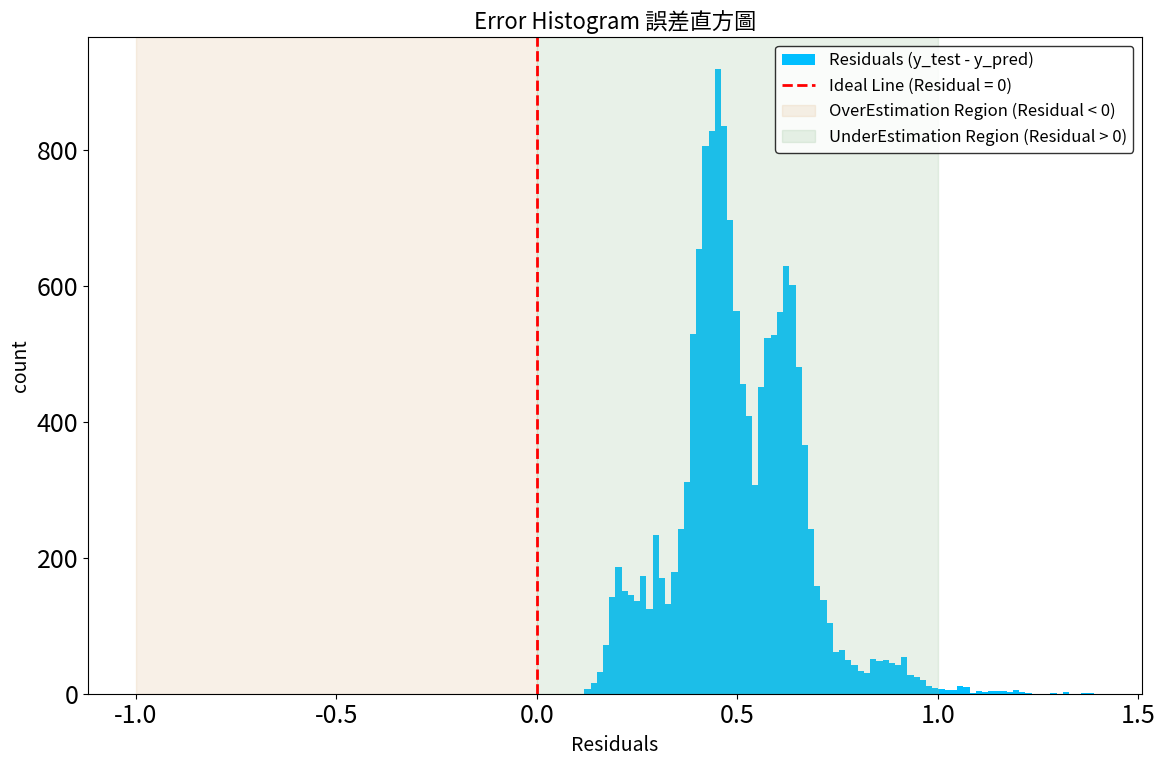 Error Histogram 誤差直方圖
Residuals (y_test - y_pred)
Ideal Line (Residual = 0)
OverEstimation Region (Residual < 0)
UnderEstimation Region (Residual > 0)
count
800
600
400
200
0
-1.0 -0.5 0.0 0.5 1.0 1.5
Residuals